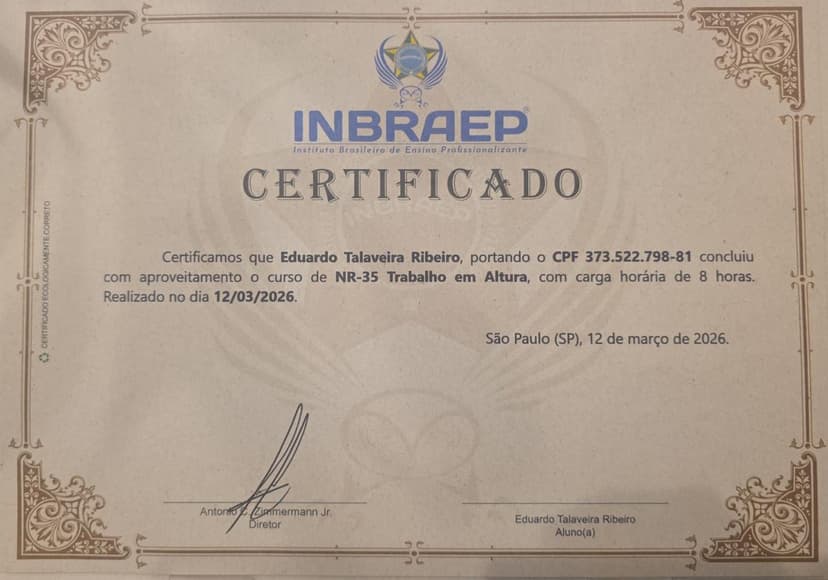 INBRAEP®
Instituto Brasileiro de Ensino Profissionalizante
CERTIFICADO
Certificamos que Eduardo Talaveira Ribeiro, portando o CPF 373.522.798-81 concluiu
com aproveitamento o curso de NR-35 Trabalho em Altura, com carga horária de 8 horas.
Realizado no dia 12/03/2026.
São Paulo (SP), 12 de março de 2026.
Antonio C. Zimmermann Jr.
Diretor
Eduardo Talaveira Ribeiro
Aluno(a)
CERTIFICADO ECOLOGICAMENTE CORRETO
INBRAEP